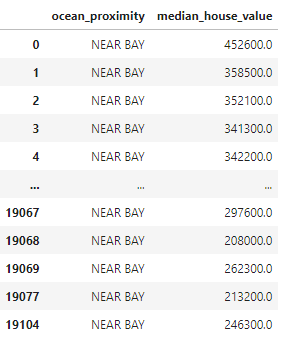 ocean_proximity median_house_value
0 NEAR BAY 452600.0
1 NEAR BAY 358500.0
2 NEAR BAY 352100.0
3 NEAR BAY 341300.0
4 NEAR BAY 342200.0
... ... ...
19067 NEAR BAY 297600.0
19068 NEAR BAY 208000.0
19069 NEAR BAY 262300.0
19077 NEAR BAY 213200.0
19104 NEAR BAY 246300.0